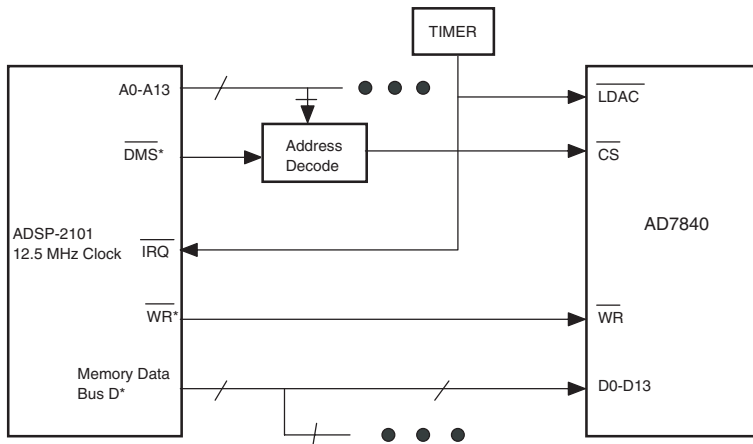 TIMER
A0-A13
LDAC
Address
Decode
DMS*
CS
ADSP-2101
12.5 MHz Clock
IRQ
AD7840
WR*
WR
Memory Data
Bus D*
D0-D13